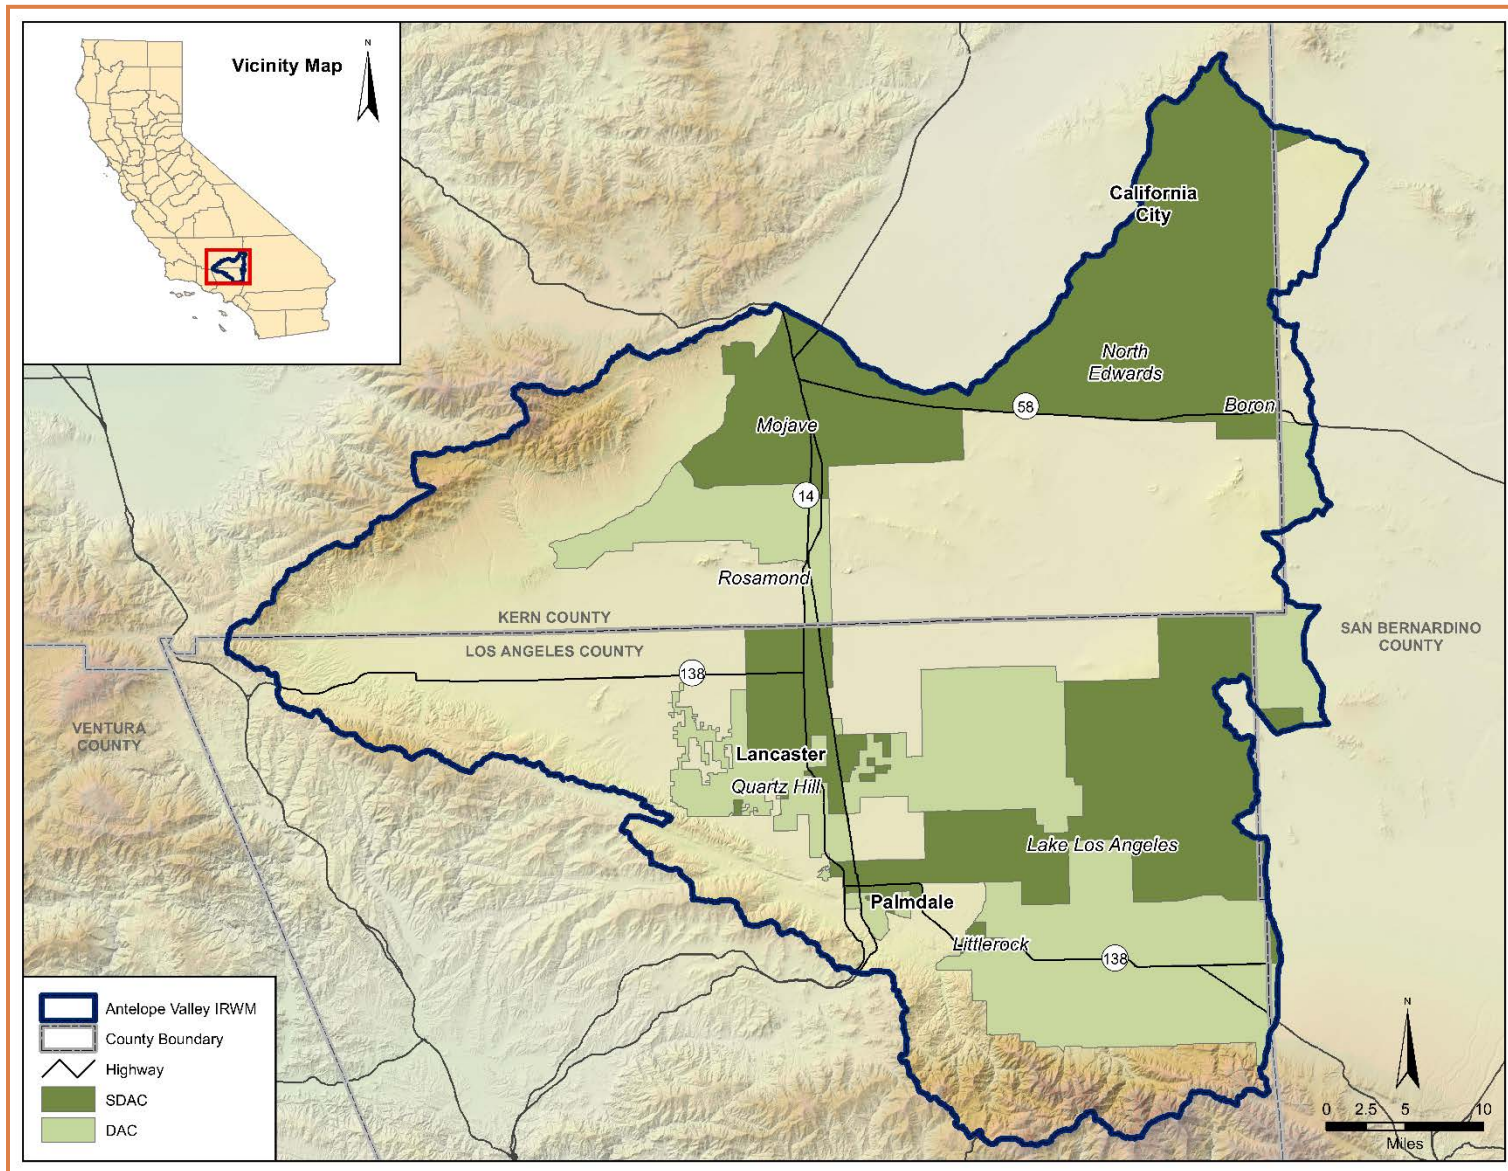 Vicinity Map
N
California
City
North
Edwards
58
Boron
Mojave
14
Rosamond
KERN COUNTY
LOS ANGELES COUNTY
SAN BERNARDINO
COUNTY
138
VENTURA
COUNTY
Lancaster
Quartz Hill
Lake Los Angeles
Palmdale
Littlerock
138
Antelope Valley IRWM
County Boundary
Highway
SDAC
DAC
N
0 2.5 5 10
Miles